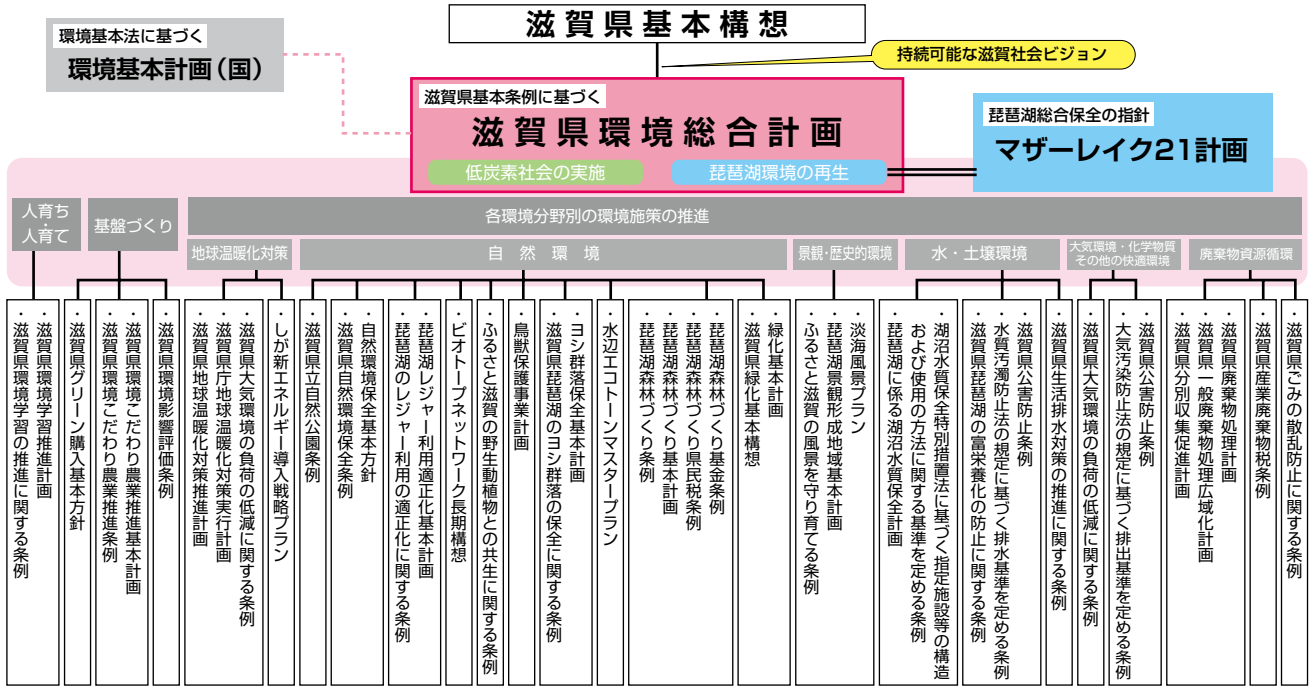 滋賀県基本構想
環境基本法に基づく
環境基本計画(国)
持続可能な滋賀社会ビジョン
滋賀県基本条例に基づく
滋賀県環境総合計画
低炭素社会の実施
琵琶湖環境の再生
琵琶湖総合保全の指針
マザーレイク21計画
人育ち
・
人育て
基盤づくり
各環境分野別の環境施策の推進
地球温暖化対策
自然環境
景観・歴史的環境
水・土壌環境
大気環境・化学物質
その他の快適環境
廃棄物資源循環
・滋賀県環境学習推進計画
・滋賀県環境学習の推進に関する条例
・滋賀県グリーン購入基本方針
・滋賀県環境こだわり農業推進基本計画
・滋賀県環境こだわり農業推進条例
・滋賀県環境影響評価条例
・滋賀県大気環境の負荷の低減に関する条例
・滋賀県庁地球温暖化対策実行計画
・滋賀県地球温暖化対策推進計画
・しが新エネルギー導入戦略プラン
・滋賀県立自然公園条例
・自然環境保全基本方針
・滋賀県自然環境保全条例
・琵琶湖レジャー利用適正化基本計画
・琵琶湖のレジャー利用の適正化に関する条例
・ビオトープネットワーク長期構想
・ふるさと滋賀の野生動植物との共生に関する条例
・鳥獣保護事業計画
・ヨシ群落保全基本計画
・滋賀県琵琶湖のヨシ群落の保全に関する条例
・水辺エコトーンマスタープラン
・琵琶湖森林づくり基金条例
・琵琶湖森林づくり県民税条例
・琵琶湖森林づくり基本計画
・琵琶湖森林づくり条例
・緑化基本計画
・滋賀県緑化基本構想
・淡海風景プラン
・琵琶湖景観形成地域基本計画
・ふるさと滋賀の風景を守り育てる条例
・湖沼水質保全特別措置法に基づく指定施設等の構造
および使用の方法に関する基準を定める条例
・琵琶湖に係る湖沼水質保全計画
・滋賀県公害防止条例
・水質汚濁防止法の規定に基づく排水基準を定める条例
・滋賀県琵琶湖の富栄養化の防止に関する条例
・滋賀県生活排水対策の推進に関する条例
・滋賀県大気環境の負荷の低減に関する条例
・滋賀県公害防止条例
・大気汚染防止法の規定に基づく排出基準を定める条例
・滋賀県廃棄物処理計画
・滋賀県一般廃棄物処理広域化計画
・滋賀県分別収集促進計画
・滋賀県産業廃棄物税条例
・滋賀県ごみの散乱防止に関する条例